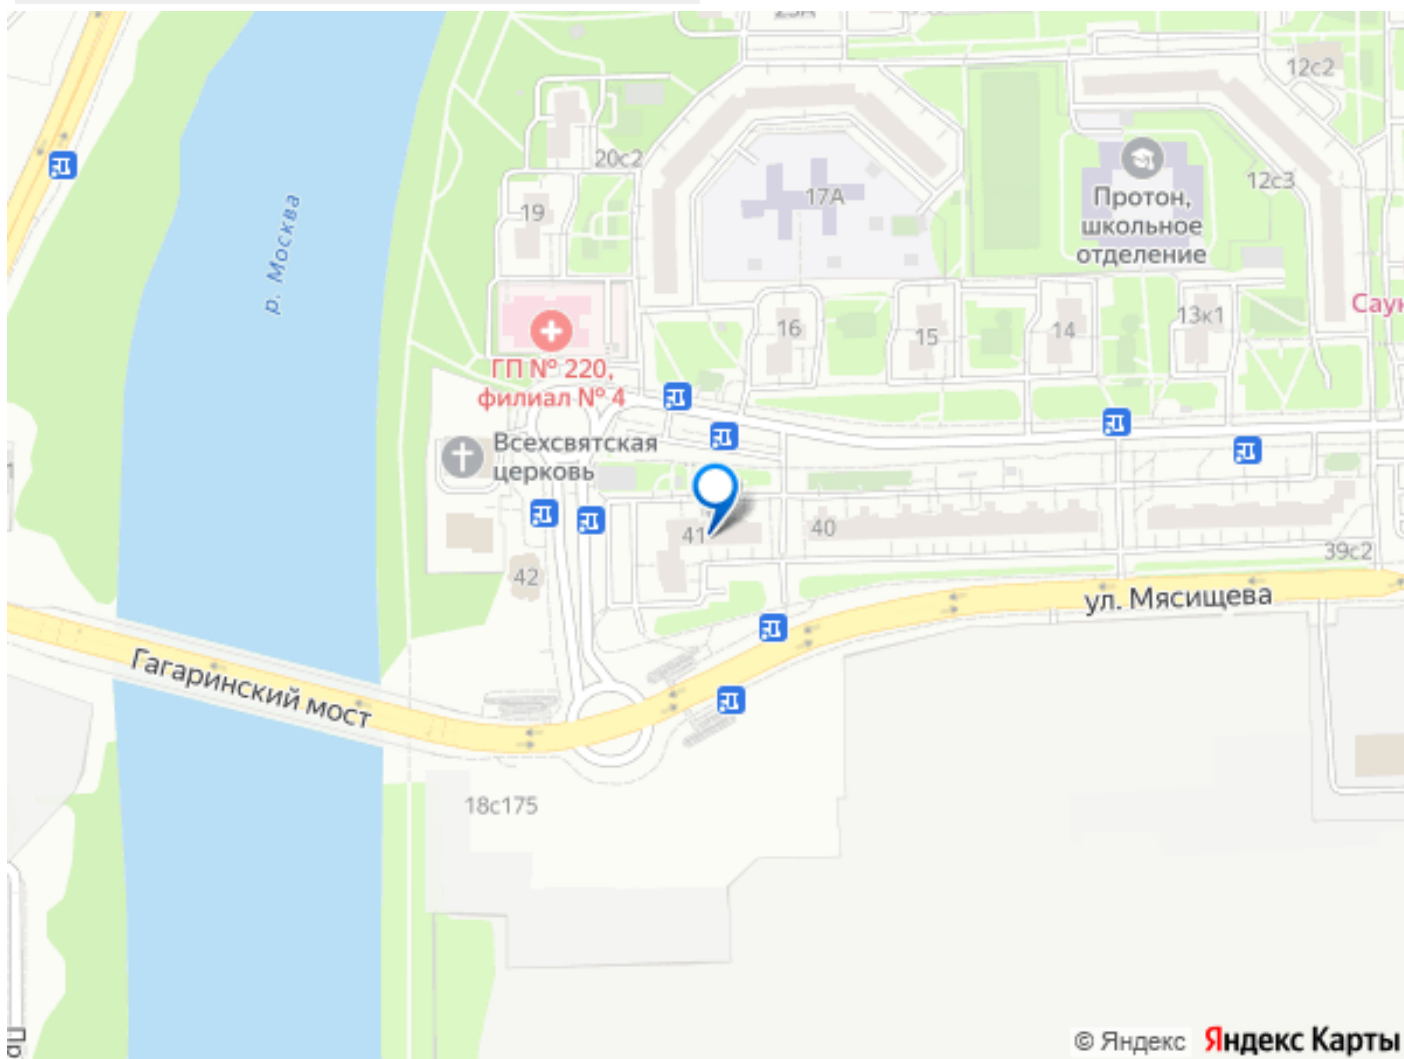 23А
12с2
20с2
17А
Протон,
школьное
отделение
12с3
19
р. Москва
16
15
14
13к1
ГП № 220,
филиал № 4
Всехсвятская
церковь
41
40
39с2
42
ул. Мясищева
Гагаринский мост
18с175
© Яндекс Яндекс Карты